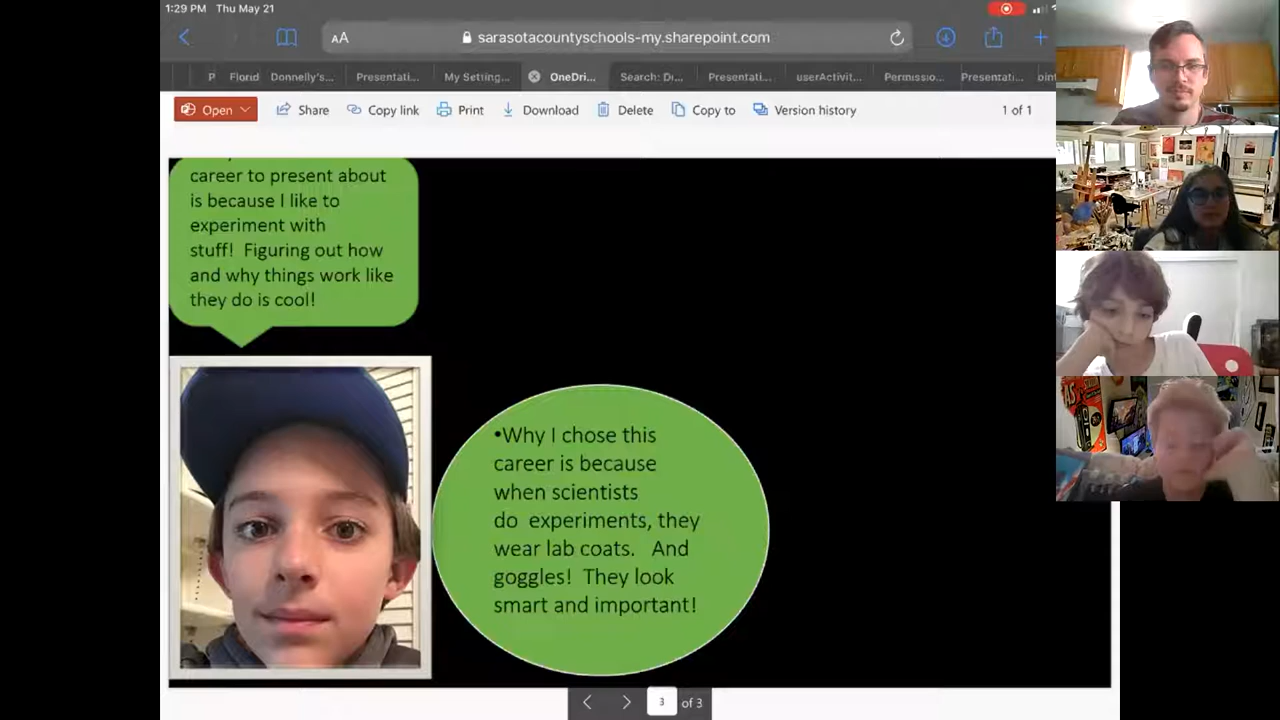 1:29 PM Thu May 21
AA sarasotacountyschools-my.sharepoint.com
P Florid Donnelly's... Presentati... My Setting... OneDri... Search: Di... Presentati... userActivit... Permissio... Presentati...
Open Share Copy link Print Download Delete Copy to Version history 1 of 1
career to present about
is because I like to
experiment with
stuff! Figuring out how
and why things work like
they do is cool!
•Why I chose this
career is because
when scientists
do experiments, they
wear lab coats. And
goggles! They look
smart and important!
3 of 3